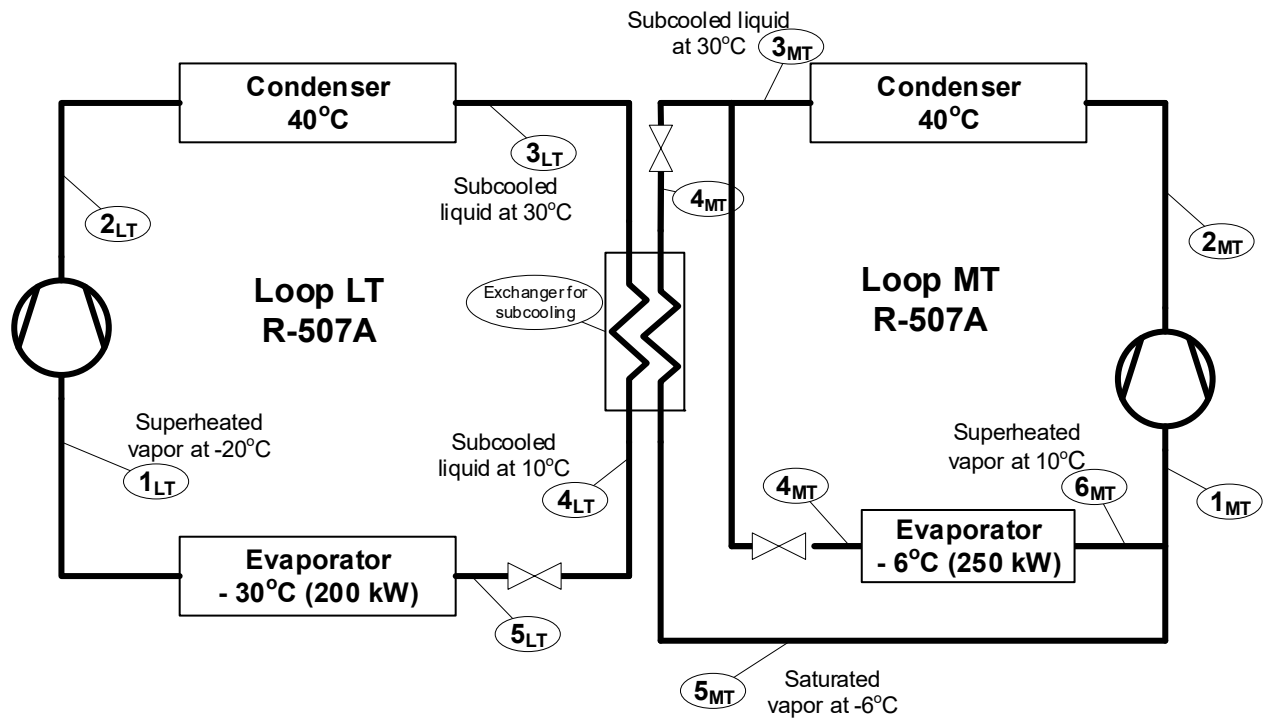 Subcooled liquid
at 30°C
3MT
Condenser
40°C
Condenser
40°C
3LT
Subcooled
liquid at 30°C
4MT
2LT
2MT
Loop LT
R-507A
Exchanger for
subcooling
Loop MT
R-507A
Superheated
vapor at -20°C
1LT
Subcooled
liquid at 10°C
4LT
Superheated
vapor at 10°C
4MT
6MT
1MT
Evaporator
- 30°C (200 kW)
5LT
Evaporator
- 6°C (250 kW)
5MT
Saturated
vapor at -6°C